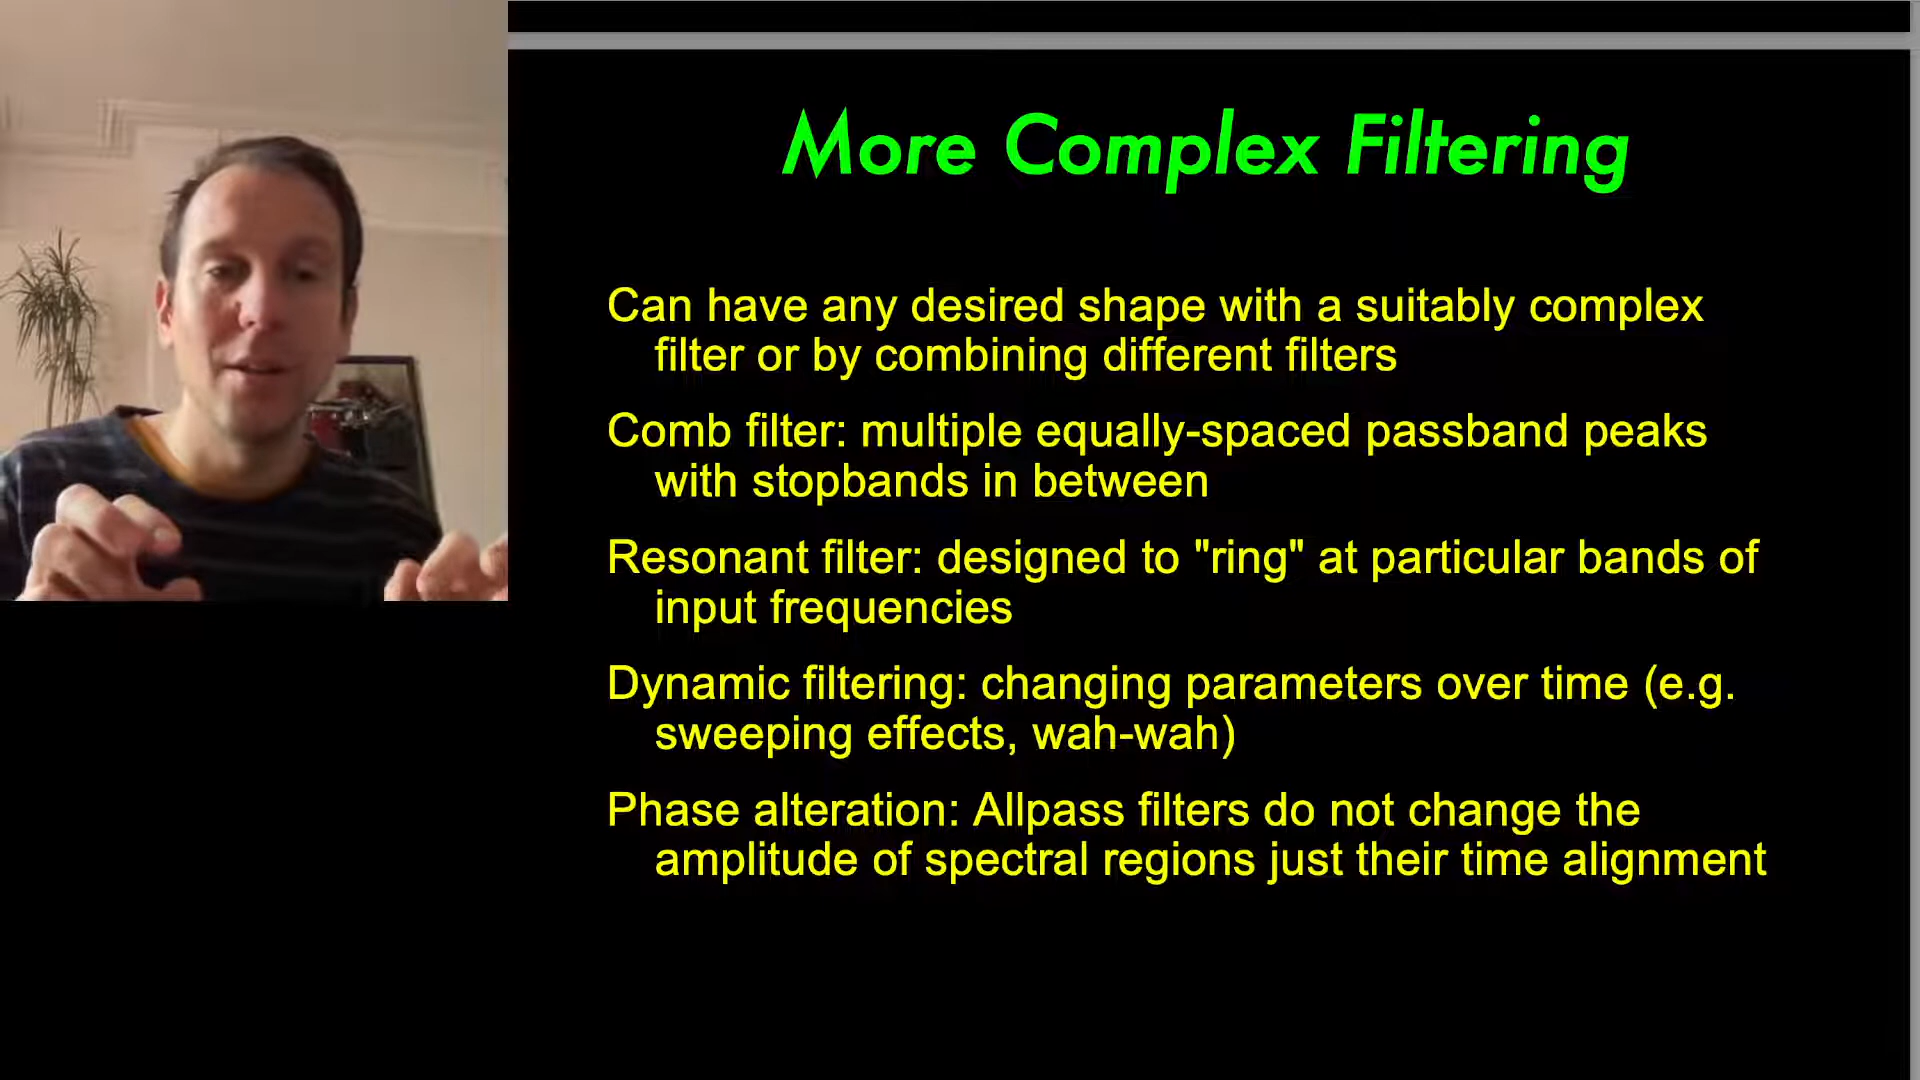 More Complex Filtering
Can have any desired shape with a suitably complex
filter or by combining different filters
Comb filter: multiple equally-spaced passband peaks
with stopbands in between
Resonant filter: designed to "ring" at particular bands of
input frequencies
Dynamic filtering: changing parameters over time (e.g.
sweeping effects, wah-wah)
Phase alteration: Allpass filters do not change the
amplitude of spectral regions just their time alignment